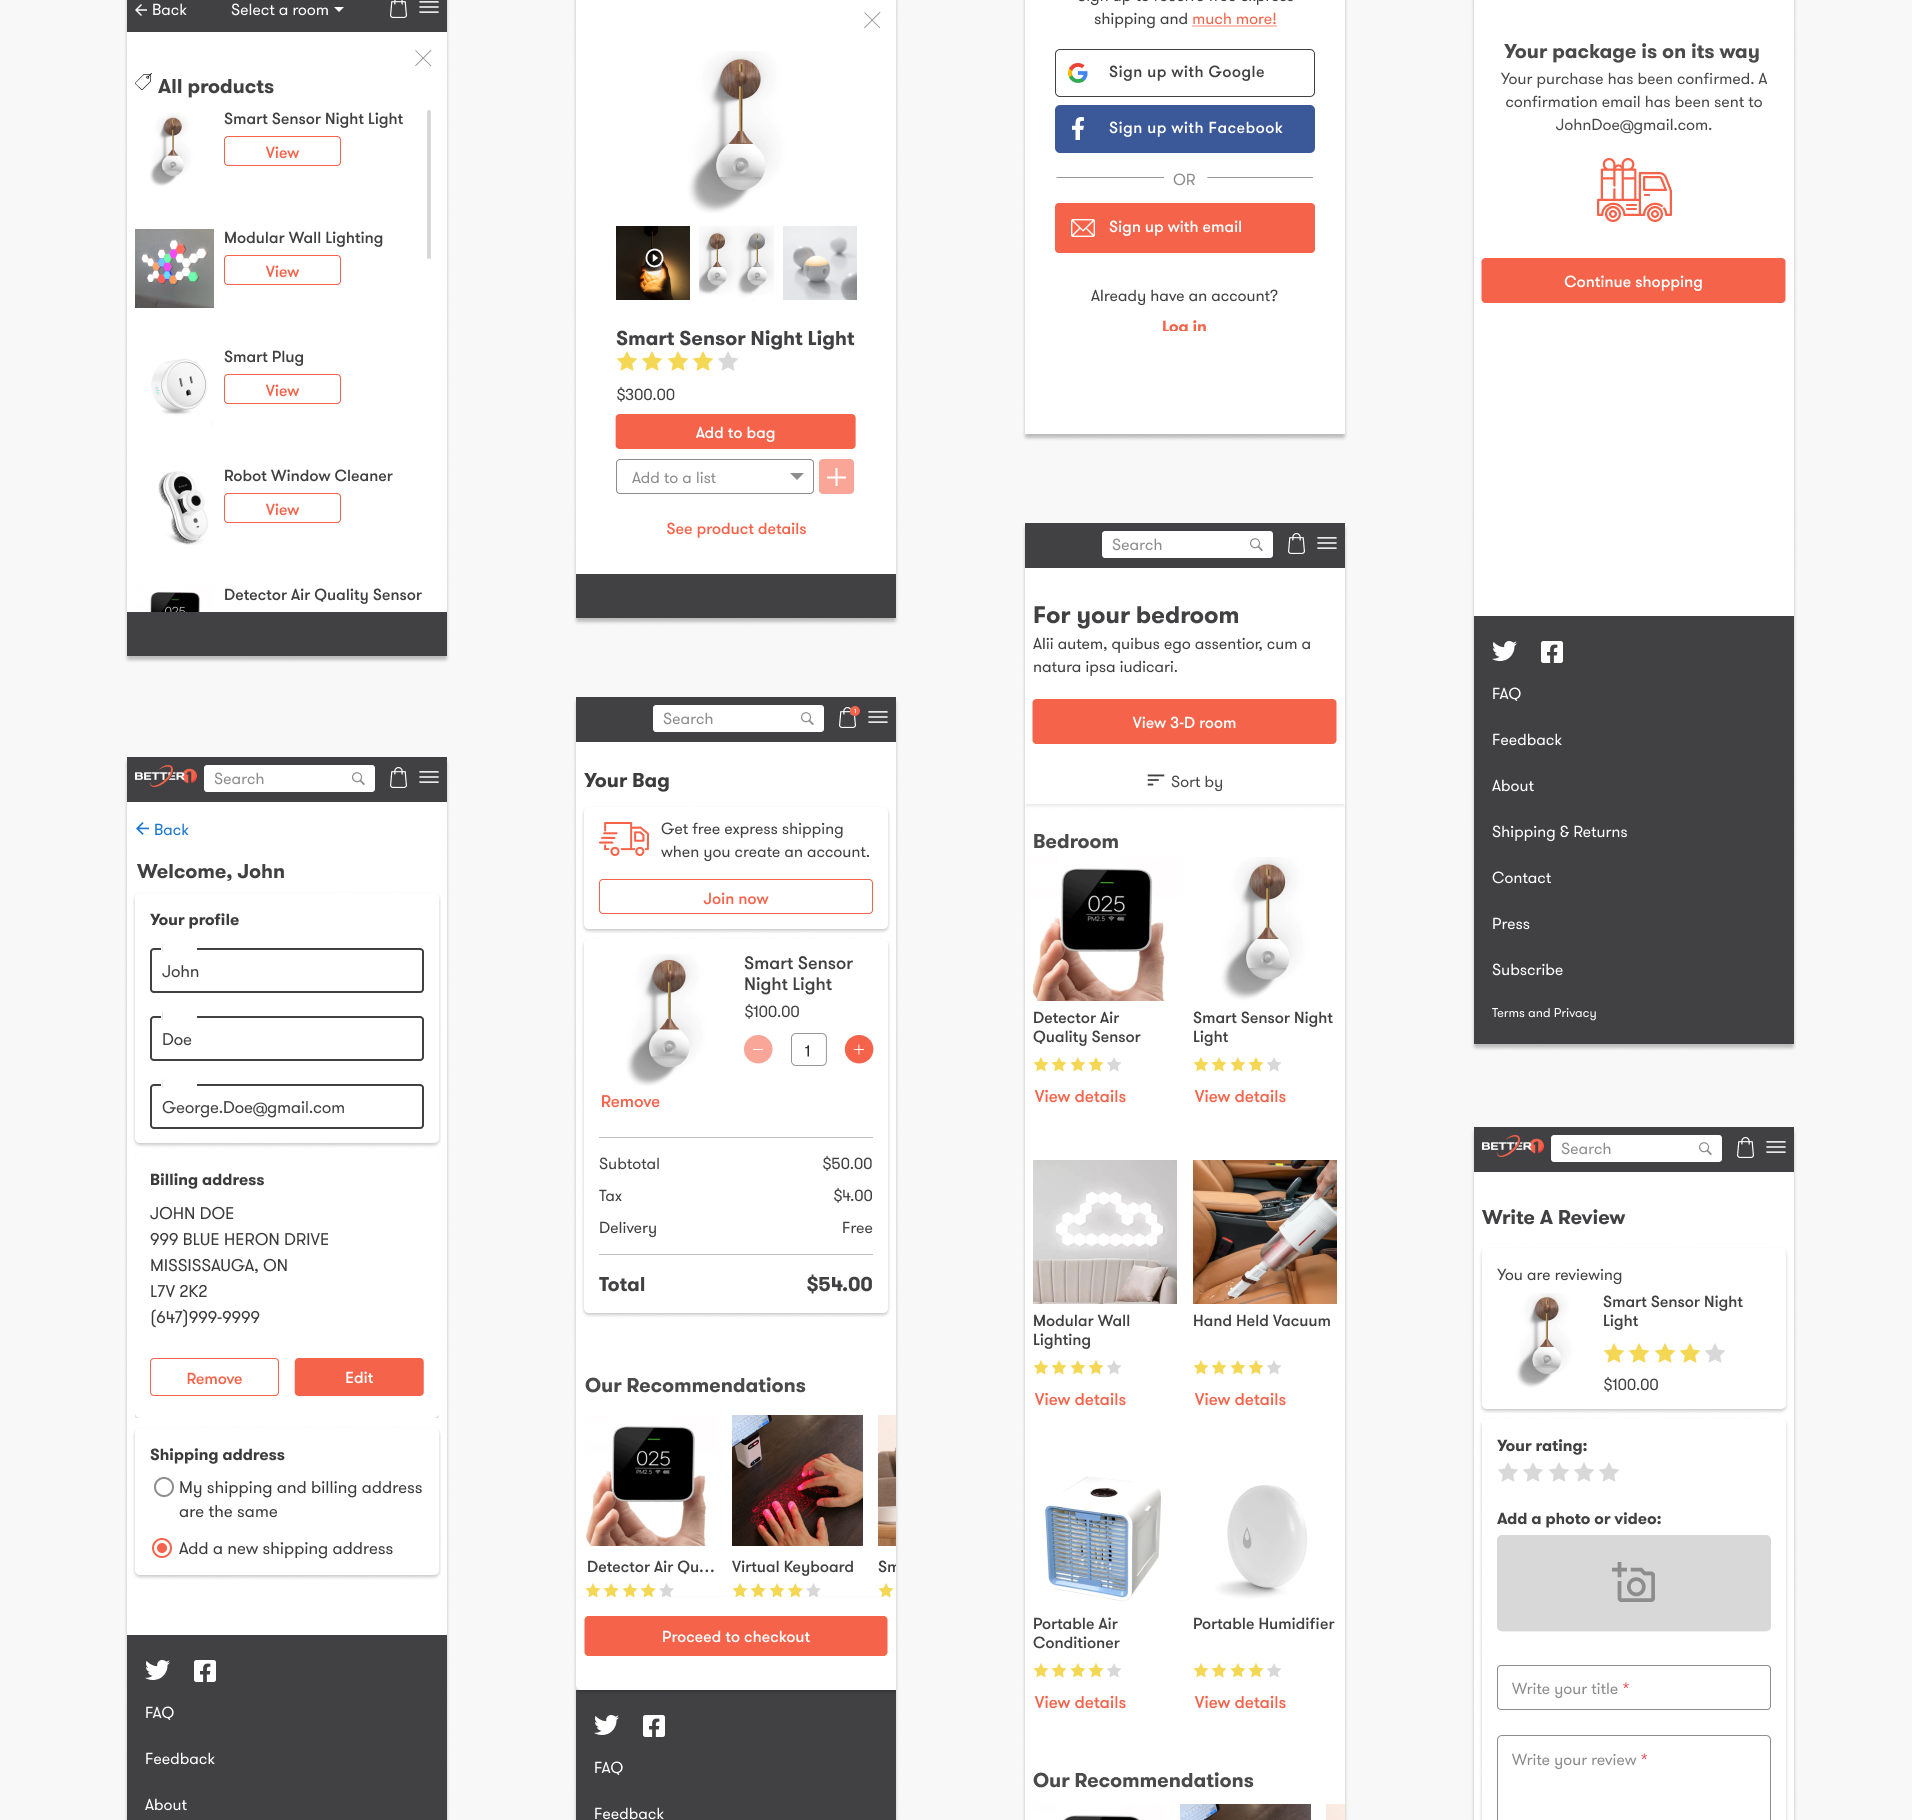 Back
Select a room
All products
Smart Sensor Night Light
View
Modular Wall Lighting
View
Smart Plug
View
Robot Window Cleaner
View
Detector Air Quality Sensor
025
BETTER1
Search
Back
Welcome, John
Your profile
John
Doe
George.Doe@gmail.com
Billing address
JOHN DOE
999 BLUE HERON DRIVE
MISSISSAUGA, ON
L7V 2K2
(647)999-9999
Remove
Edit
Shipping address
My shipping and billing address
are the same
Add a new shipping address
FAQ
Feedback
About
Smart Sensor Night Light
$300.00
Add to bag
Add to a list
See product details
Search
1
Your Bag
Get free express shipping
when you create an account.
Join now
Smart Sensor
Night Light
$100.00
1
Remove
Subtotal
$50.00
Tax
$4.00
Delivery
Free
Total
$54.00
Our Recommendations
025
PM2.5
Detector Air Qu...
Virtual Keyboard
Sm
Proceed to checkout
FAQ
Feedback
Sign up to receive free express
shipping and much more!
Sign up with Google
Sign up with Facebook
OR
Sign up with email
Already have an account?
Log in
Search
For your bedroom
Alii autem, quibus ego assentior, cum a
natura ipsa iudicari.
View 3-D room
Sort by
Bedroom
025
PM2.5
Detector Air
Quality Sensor
View details
Smart Sensor Night
Light
View details
Modular Wall
Lighting
View details
Hand Held Vacuum
View details
Portable Air
Conditioner
View details
Portable Humidifier
View details
Our Recommendations
Your package is on its way
Your purchase has been confirmed. A
confirmation email has been sent to
JohnDoe@gmail.com.
Continue shopping
FAQ
Feedback
About
Shipping & Returns
Contact
Press
Subscribe
Terms and Privacy
BETTER1
Search
Write A Review
You are reviewing
Smart Sensor Night
Light
$100.00
Your rating:
Add a photo or video:
Write your title *
Write your review *